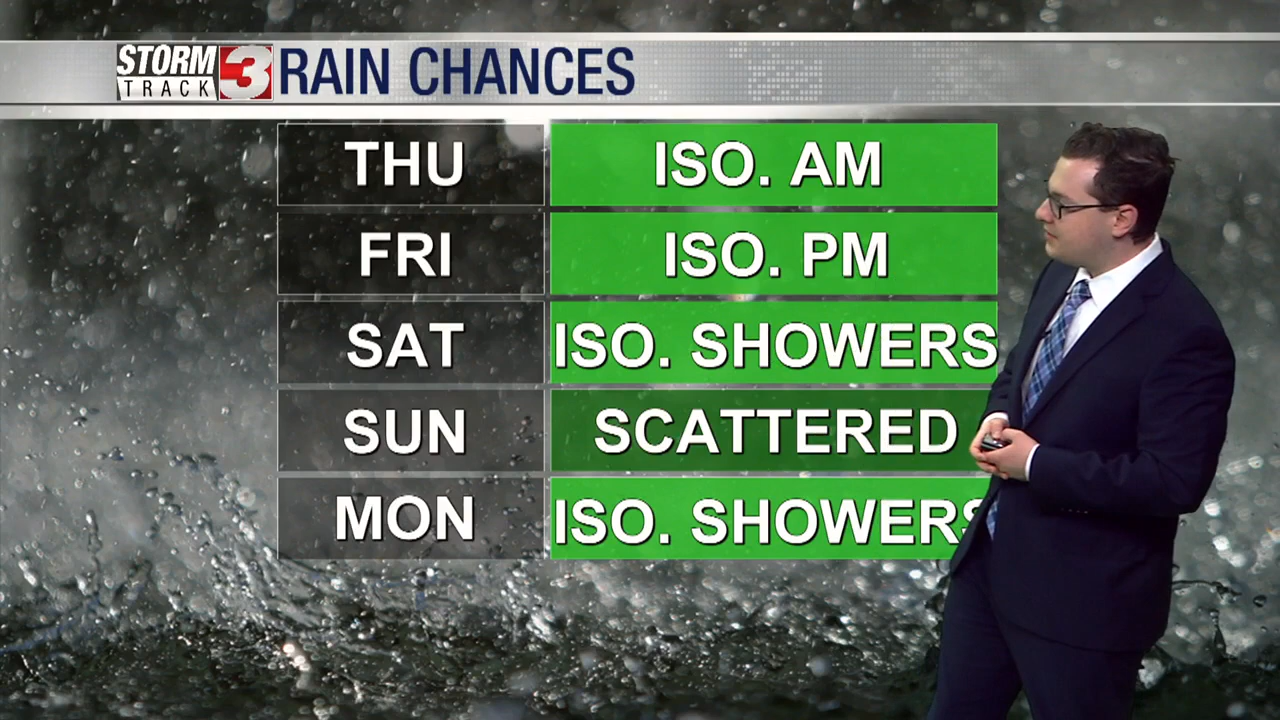 STORM
TRACK 3
RAIN CHANCES
THU ISO. AM
FRI ISO. PM
SAT ISO. SHOWERS
SUN SCATTERED
MON ISO. SHOWERS